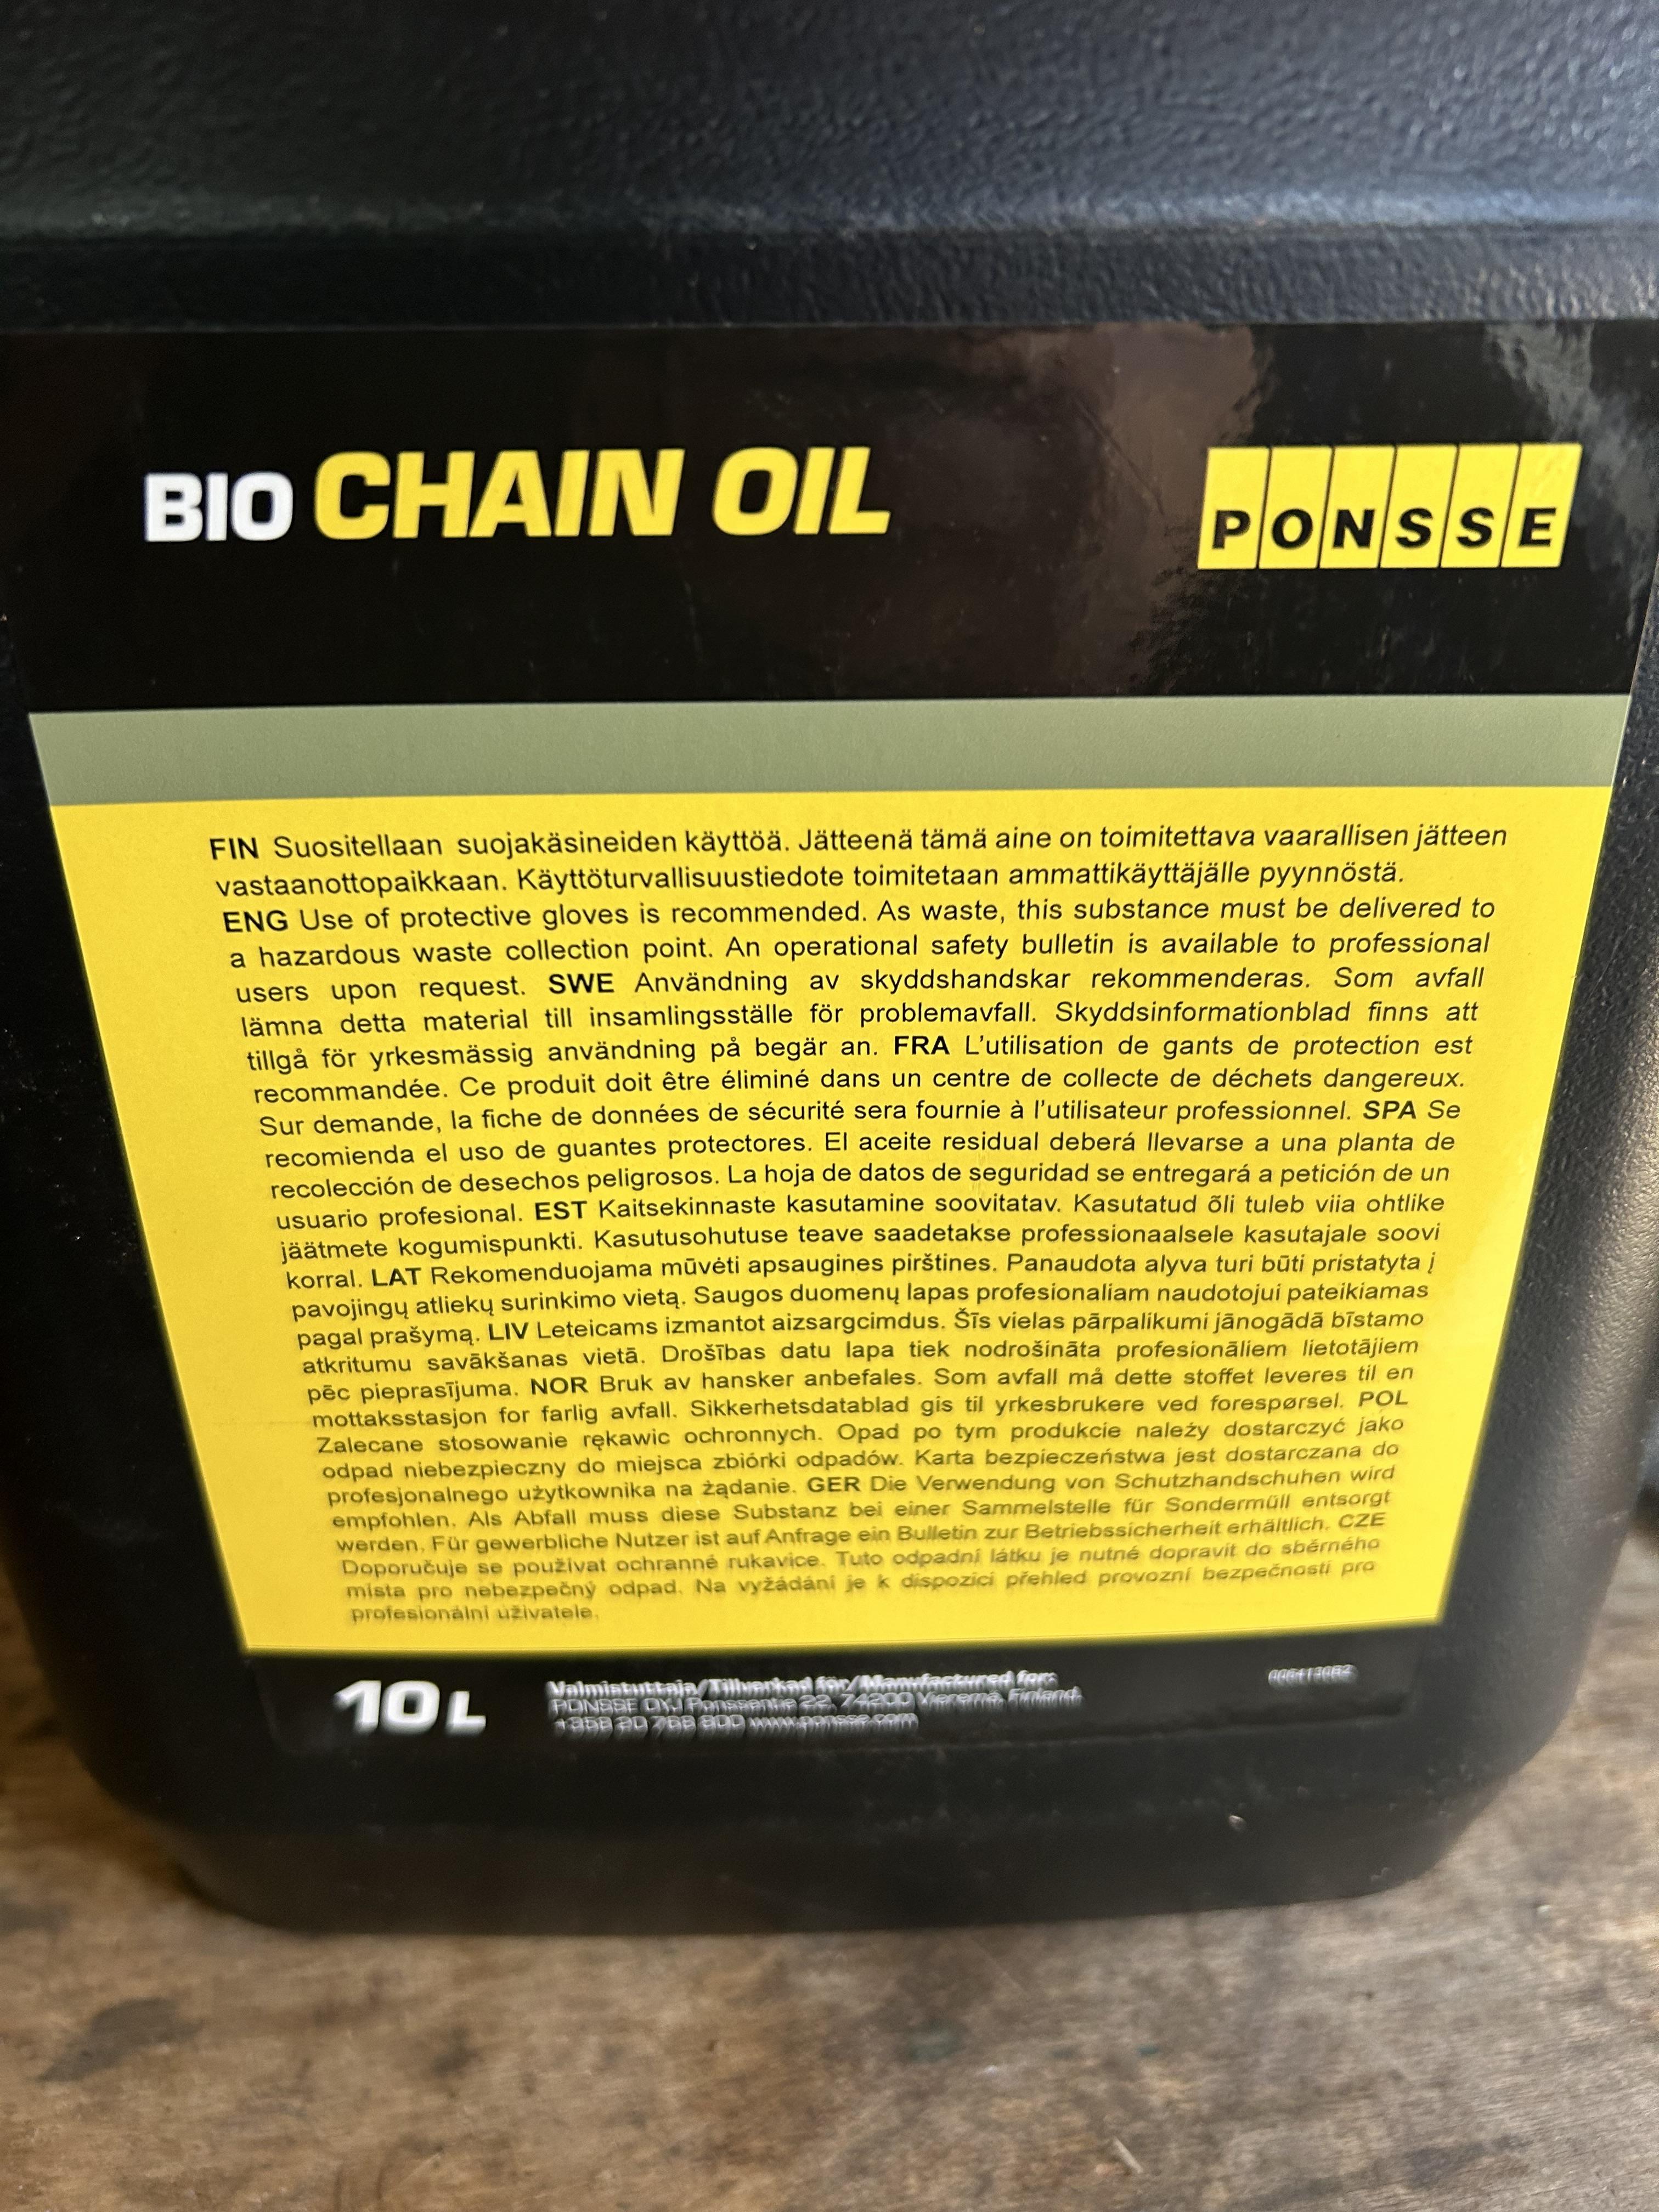 BIO CHAIN OIL
PONSSE
FIN Suositellaan suojakäsineiden käyttöä. Jätteenä tämä aine on toimitettava vaarallisen jätteen
vastaanottopaikkaan. Käyttöturvallisuustiedote toimitetaan ammattikäyttäjälle pyynnöstä.
ENG Use of protective gloves is recommended. As waste, this substance must be delivered to
a hazardous waste collection point. An operational safety bulletin is available to professional
users upon request. SWE Användning av skyddshandskar rekommenderas. Som avfall
lämna detta material till insamlingsställe för problemavfall. Skyddsinformationblad finns att
tillgå för yrkesmässig användning på begär an. FRA L'utilisation de gants de protection est
recommandée. Ce produit doit être éliminé dans un centre de collecte de déchets dangereux.
Sur demande, la fiche de données de sécurité sera fournie à l'utilisateur professionnel. SPA Se
recomienda el uso de guantes protectores. El aceite residual deberá llevarse a una planta de
recolección de desechos peligrosos. La hoja de datos de seguridad se entregará a petición de un
usuario profesional. EST Kaitsekinnaste kasutamine soovitatav. Kasutatud õli tuleb viia ohtlike
jäätmete kogumispunkti. Kasutusohutuse teave saadetakse professionaalsele kasutajale soovi
korral. LAT Rekomenduojama mūvėti apsaugines pirštines. Panaudota alyva turi būti pristatyta į
pavojingų atliekų surinkimo vietą. Saugos duomenų lapas profesionaliam naudotojui pateikiamas
pagal prašymą. LIV Leteicams izmantot aizsargcimdus. Šīs vielas pārpalikumi jānogādā bīstamo
atkritumu savākšanas vietā. Drošības datu lapa tiek nodrošināta profesionāliem lietotājiem
pēc pieprasījuma. NOR Bruk av hansker anbefales. Som avfall må dette stoffet leveres til en
mottaksstasjon for farlig avfall. Sikkerhetsdatablad gis til yrkesbrukere ved forespørsel. POL
Zalecane stosowanie rękawic ochronnych. Opad po tym produkcie należy dostarczyć jako
odpad niebezpieczny do miejsca zbiórki odpadów. Karta bezpieczeństwa jest dostarczana do
profesjonalnego użytkownika na żądanie. GER Die Verwendung von Schutzhandschuhen wird
empfohlen. Als Abfall muss diese Substanz bei einer Sammelstelle für Sondermüll entsorgt
werden. Für gewerbliche Nutzer ist auf Anfrage ein Bulletin zur Betriebssicherheit erhältlich. CZE
Doporučuje se používat ochranné rukavice. Tuto odpadní látku je nutné dopravit do sběrného
místa pro nebezpečný odpad. Na vyžádání je k dispozici přehled provozní bezpečnosti pro
profesionální uživatele.
10 L
Valmistuttaja/Tillverkad för/Manufactured for:
PONSSE OYJ Ponssentie 22, 74200 Vieremä, Finland.
+358 20 768 800 www.ponsse.com